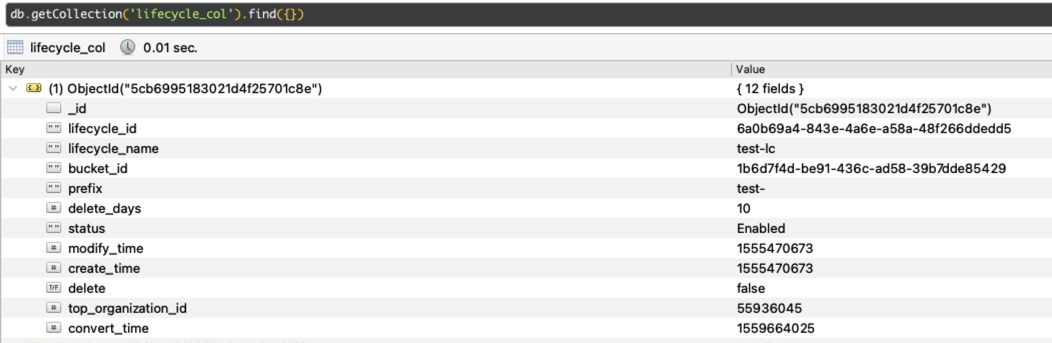 db.getCollection('lifecycle_col').find({})
lifecycle_col 0.01 sec.
Key Value
(1) ObjectId("5cb6995183021d4f25701c8e") { 12 fields }
_id ObjectId("5cb6995183021d4f25701c8e")
lifecycle_id 6a0b69a4-843e-4a6e-a58a-48f266ddedd5
lifecycle_name test-lc
bucket_id 1b6d7f4d-be91-436c-ad58-39b7dde85429
prefix test-
delete_days 10
status Enabled
modify_time 1555470673
create_time 1555470673
delete false
top_organization_id 55936045
convert_time 1559664025